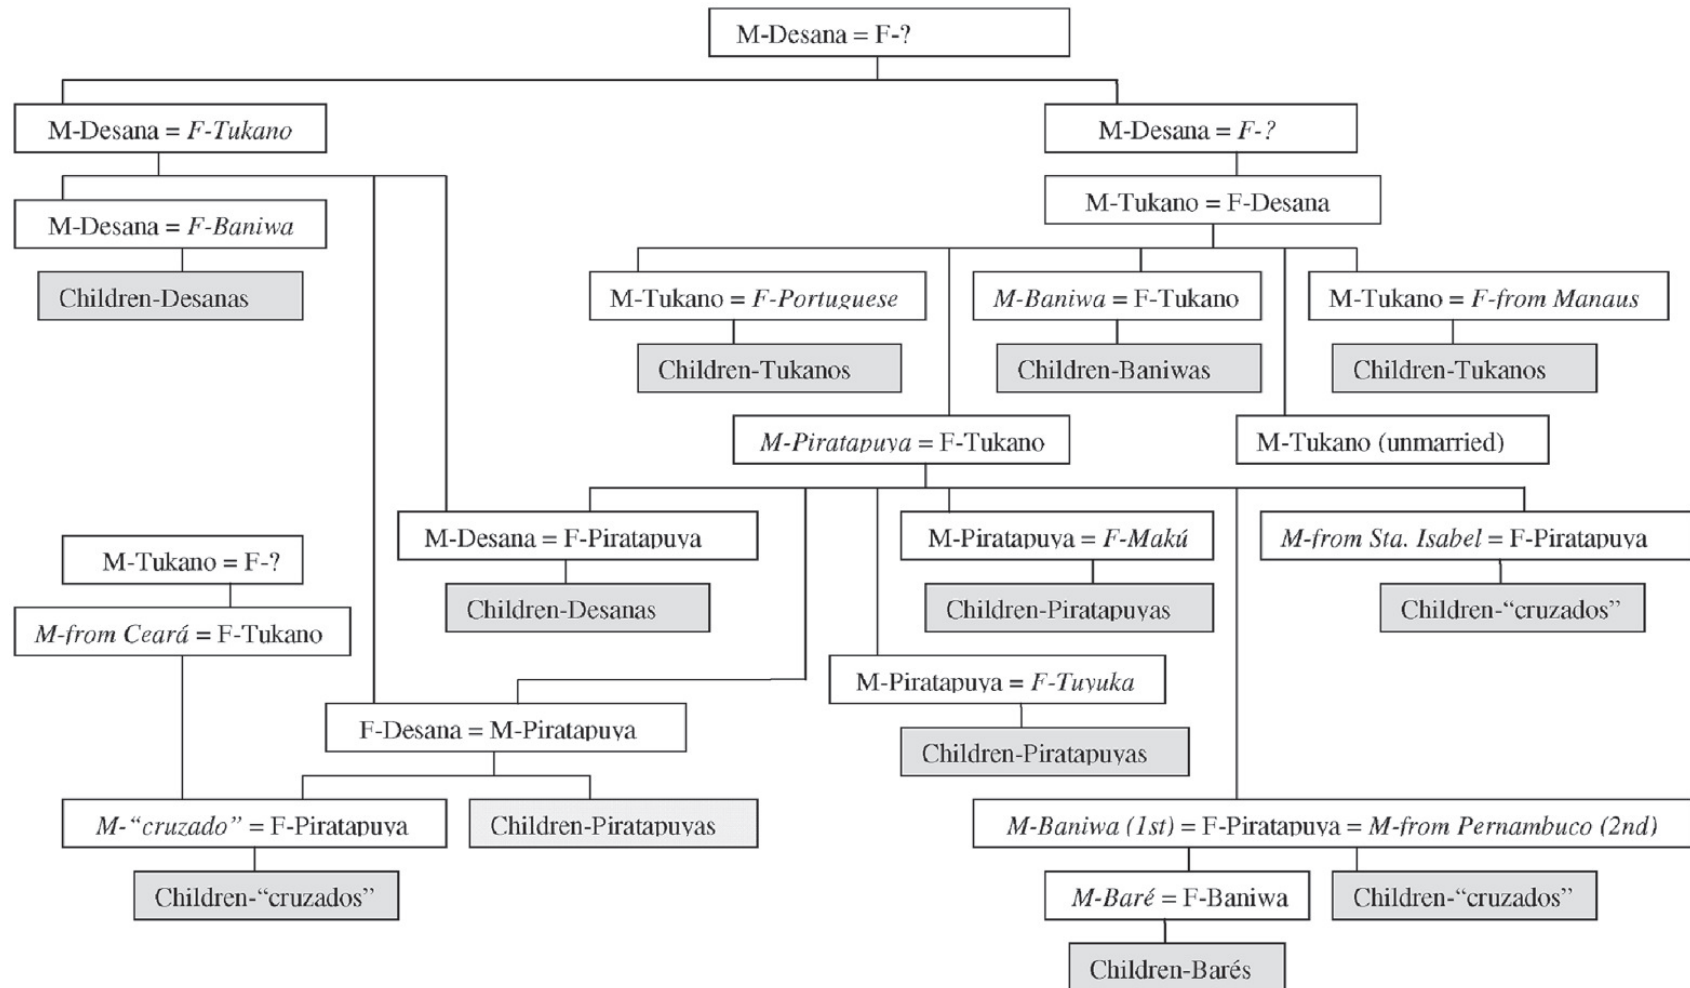 M-Desana = F-?
M-Desana = F-Tukano
M-Desana = F-?
M-Desana = F-Baniwa
M-Tukano = F-Desana
Children-Desanas
M-Tukano = F-Portuguese
M-Baniwa = F-Tukano
M-Tukano = F-from Manaus
Children-Tukanos
Children-Baniwas
Children-Tukanos
M-Piratapuya = F-Tukano
M-Tukano (unmarried)
M-Desana = F-Piratapuya
M-Piratapuya = F-Makú
M-from Sta. Isabel = F-Piratapuya
M-Tukano = F-?
Children-Desanas
Children-Piratapuyas
Children-“cruzados”
M-from Ceará = F-Tukano
M-Piratapuya = F-Tuyuka
F-Desana = M-Piratapuya
Children-Piratapuyas
M-“cruzado” = F-Piratapuya
Children-Piratapuyas
M-Baniwa (1st) = F-Piratapuya = M-from Pernambuco (2nd)
Children-“cruzados”
M-Baré = F-Baniwa
Children-“cruzados”
Children-Barés